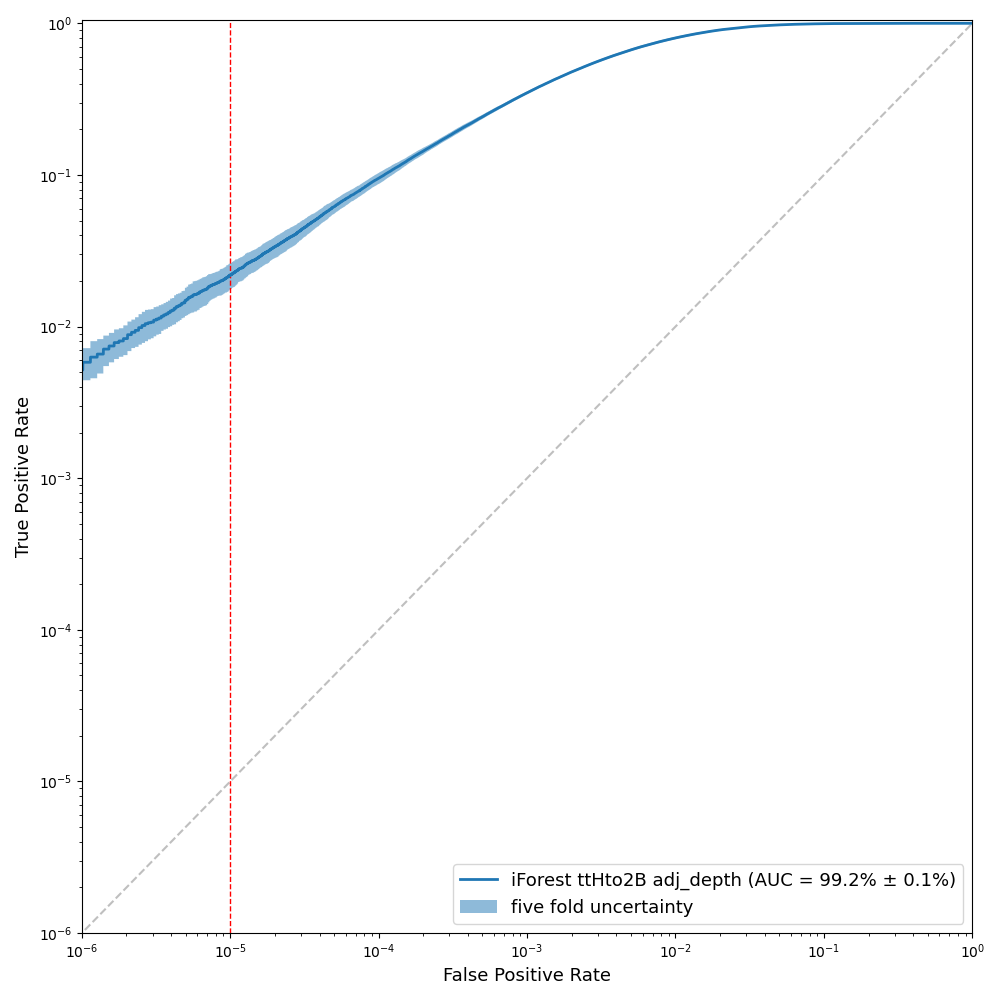 10⁰
10⁻¹
10⁻²
10⁻³
10⁻⁴
10⁻⁵
10⁻⁶
True Positive Rate
iForest ttHto2B adj_depth (AUC = 99.2% ± 0.1%)
five fold uncertainty
10⁻⁶ 10⁻⁵ 10⁻⁴ 10⁻³ 10⁻² 10⁻¹ 10⁰
False Positive Rate